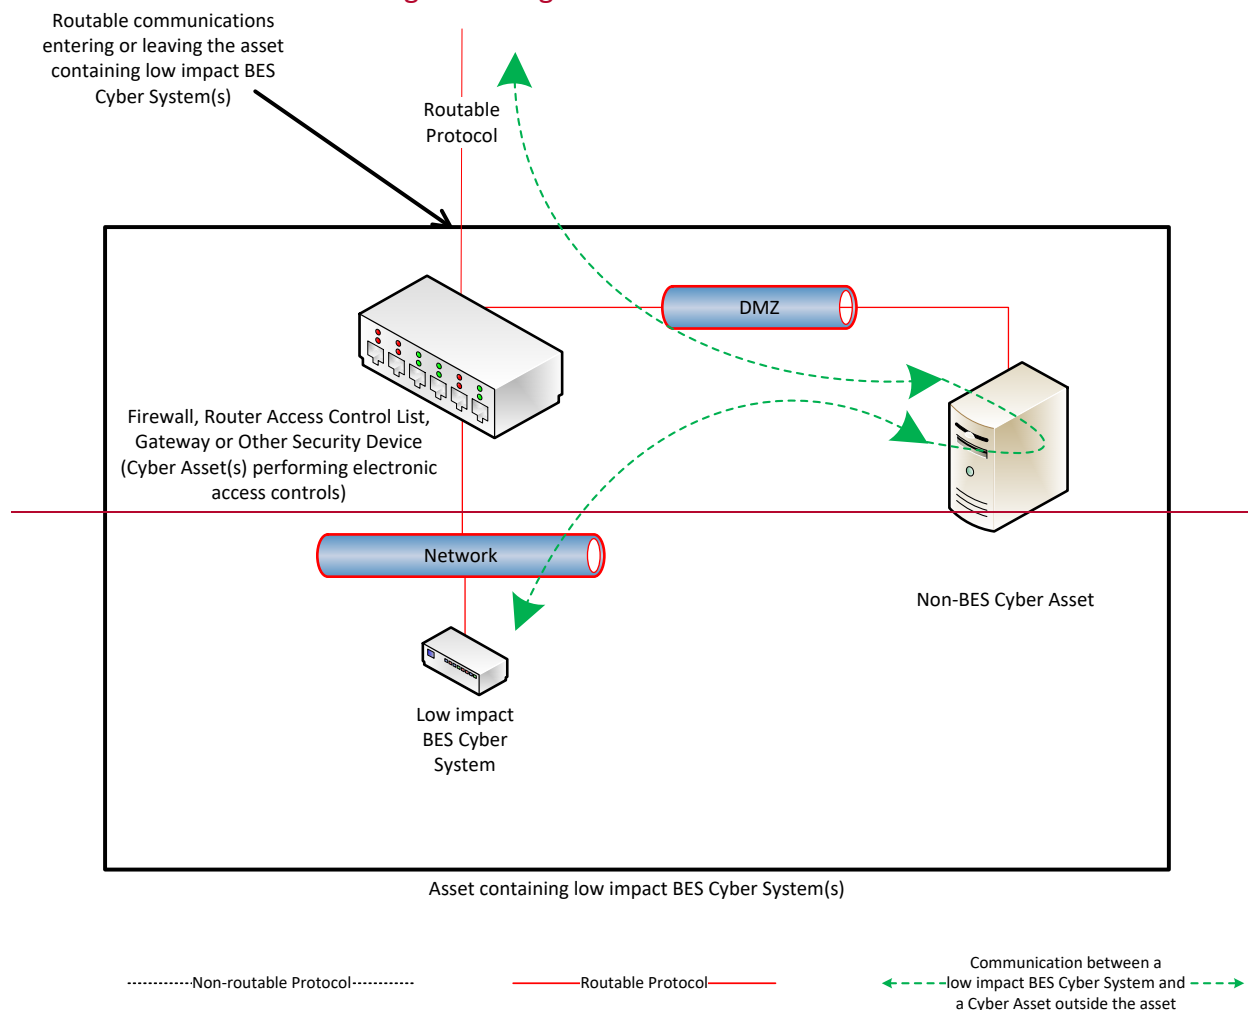 Routable communications
entering or leaving the asset
containing low impact BES
Cyber System(s)
Routable
Protocol
DMZ
Firewall, Router Access Control List,
Gateway or Other Security Device
(Cyber Asset(s) performing electronic
access controls)
Network
Non-BES Cyber Asset
Low impact
BES Cyber
System
Asset containing low impact BES Cyber System(s)
Non-routable Protocol
Routable Protocol
Communication between a
low impact BES Cyber System and
a Cyber Asset outside the asset